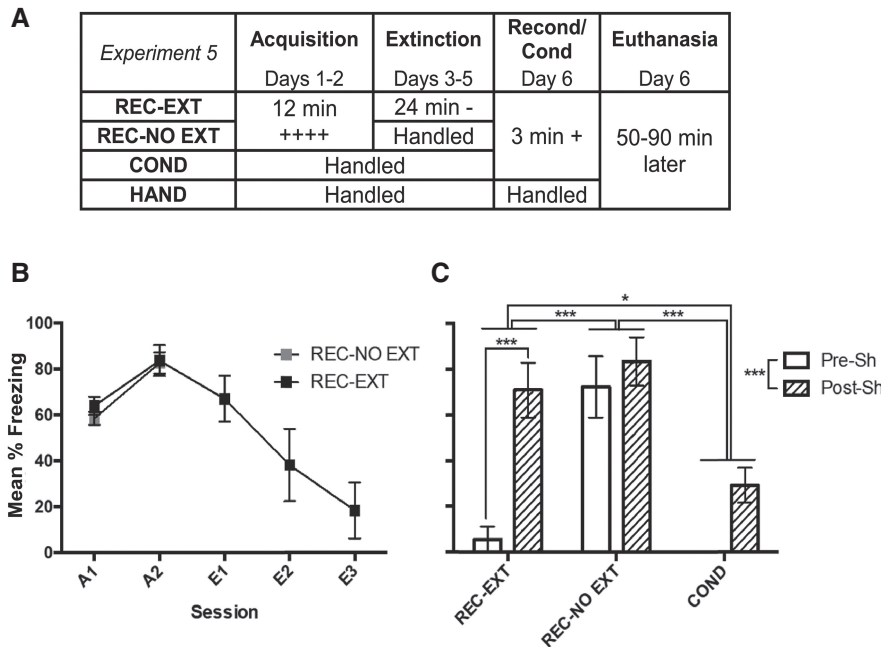 A
Experiment 5
Acquisition
Days 1-2
Extinction
Days 3-5
Recond/
Cond
Day 6
Euthanasia
Day 6
REC-EXT
12 min
24 min -
REC-NO EXT
++++
Handled
3 min +
50-90 min
later
COND
Handled
HAND
Handled
Handled
B
Mean % Freezing
100
80
60
40
20
0
A1
A2
E1
E2
E3
Session
REC-NO EXT
REC-EXT
C
*
***
***
***
***
Pre-Sh
Post-Sh
REC-EXT
REC-NO EXT
COND